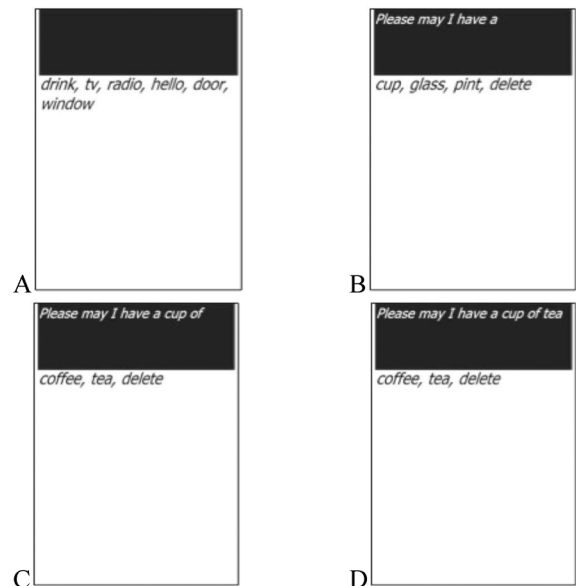 drink, tv, radio, hello, door,
window
A
Please may I have a
cup, glass, pint, delete
B
Please may I have a cup of
coffee, tea, delete
C
Please may I have a cup of tea
coffee, tea, delete
D